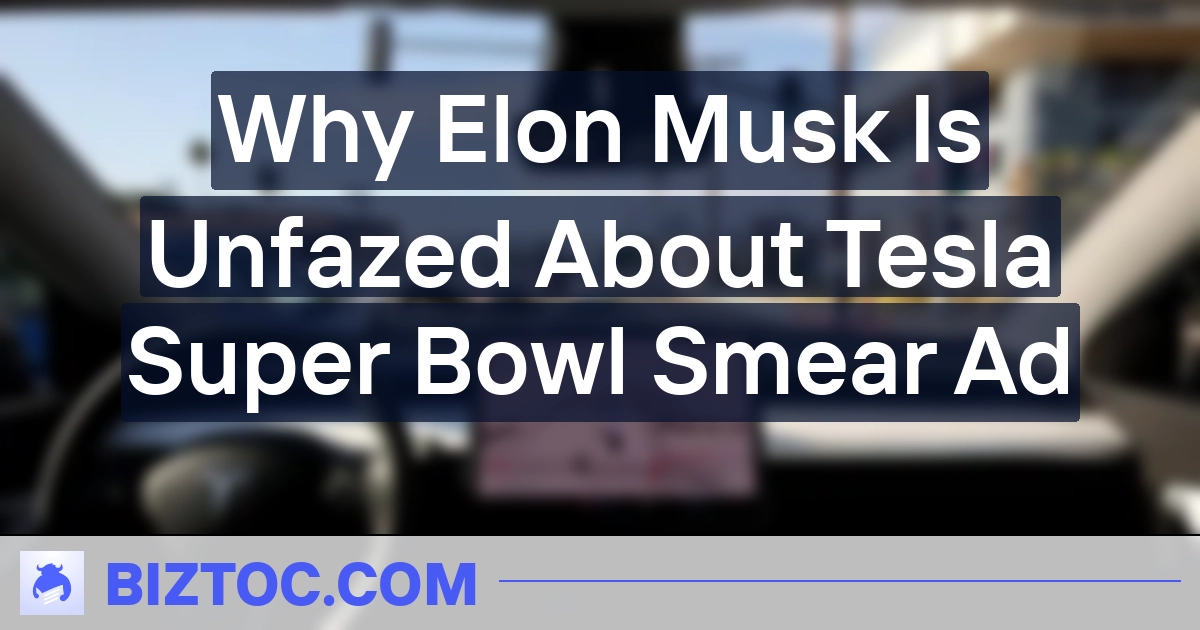 Why Elon Musk Is
Unfazed About Tesla
Super Bowl Smear Ad
BIZTOC.COM